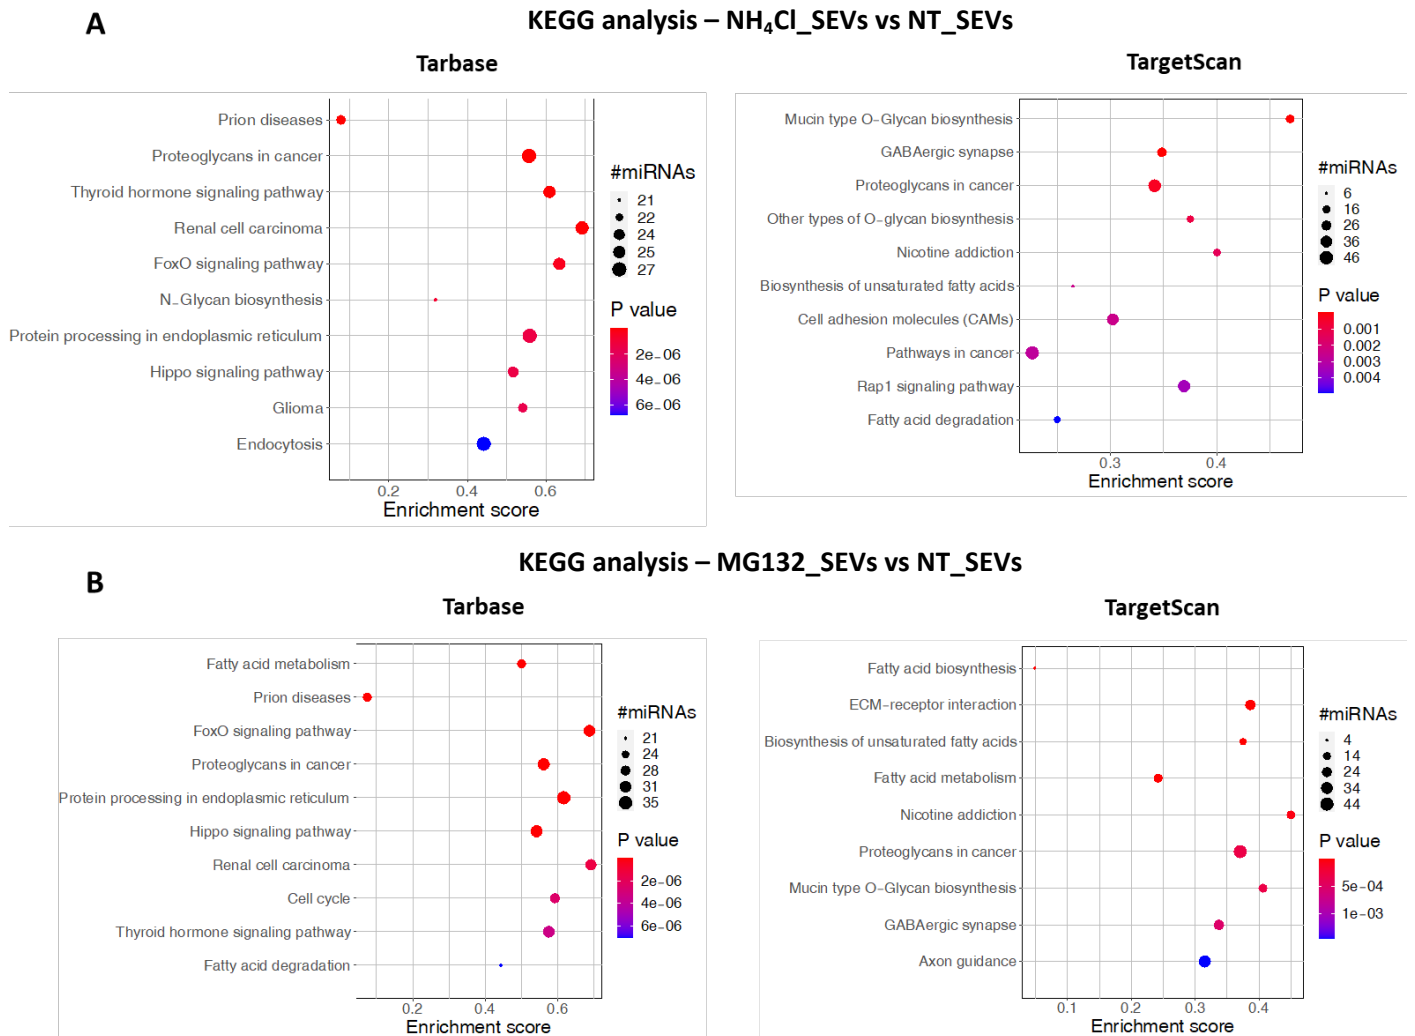 A
KEGG analysis – NH₄Cl_SEVs vs NT_SEVs
Tarbase
Prion diseases
Proteoglycans in cancer
Thyroid hormone signaling pathway
Renal cell carcinoma
FoxO signaling pathway
N–Glycan biosynthesis
Protein processing in endoplasmic reticulum
Hippo signaling pathway
Glioma
Endocytosis
0.2
0.4
0.6
Enrichment score
#miRNAs
21
22
24
25
27
P value
2e–06
4e–06
6e–06
TargetScan
Mucin type O–Glycan biosynthesis
GABAergic synapse
Proteoglycans in cancer
Other types of O–glycan biosynthesis
Nicotine addiction
Biosynthesis of unsaturated fatty acids
Cell adhesion molecules (CAMs)
Pathways in cancer
Rap1 signaling pathway
Fatty acid degradation
0.3
0.4
Enrichment score
#miRNAs
6
16
26
36
46
P value
0.001
0.002
0.003
0.004
B
KEGG analysis – MG132_SEVs vs NT_SEVs
Tarbase
Fatty acid metabolism
Prion diseases
FoxO signaling pathway
Proteoglycans in cancer
Protein processing in endoplasmic reticulum
Hippo signaling pathway
Renal cell carcinoma
Cell cycle
Thyroid hormone signaling pathway
Fatty acid degradation
0.2
0.4
0.6
Enrichment score
#miRNAs
21
24
28
31
35
P value
2e–06
4e–06
6e–06
TargetScan
Fatty acid biosynthesis
ECM–receptor interaction
Biosynthesis of unsaturated fatty acids
Fatty acid metabolism
Nicotine addiction
Proteoglycans in cancer
Mucin type O–Glycan biosynthesis
GABAergic synapse
Axon guidance
0.1
0.2
0.3
0.4
Enrichment score
#miRNAs
4
14
24
34
44
P value
5e–04
1e–03